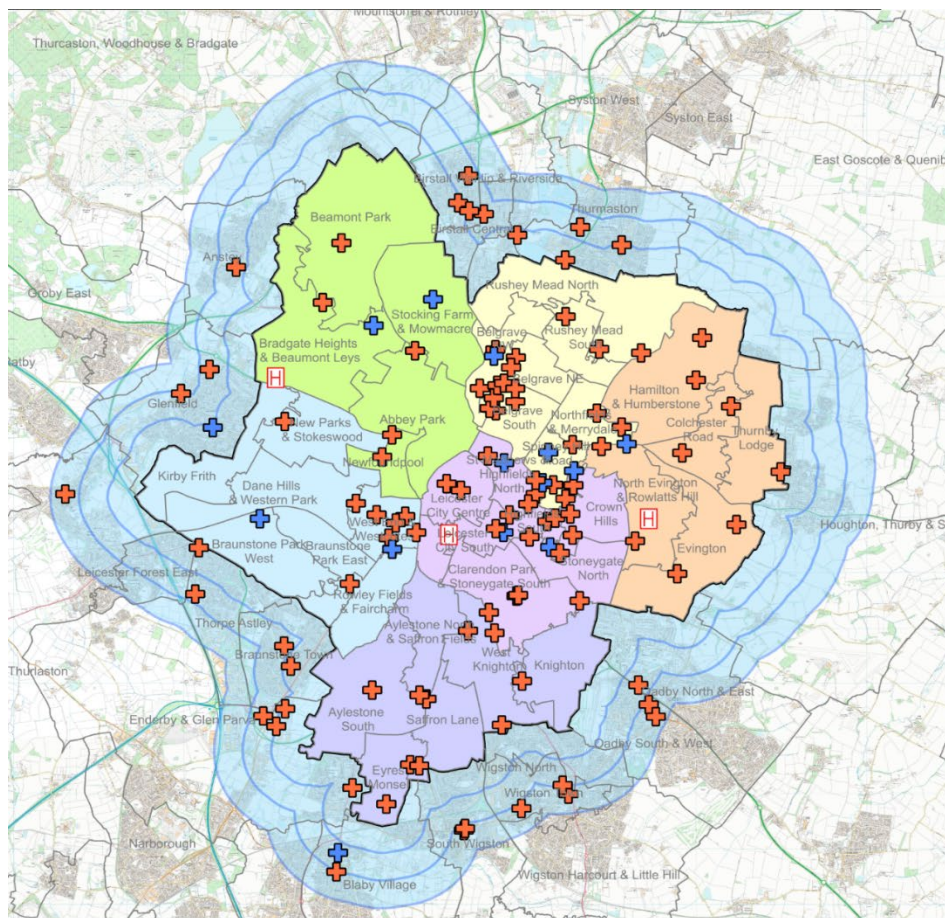 Mountsorrel & Rothley
Thurcaston, Woodhouse & Bradgate
Syston West
Syston East
East Goscote & Quenib
Birstall
& Riverside
Beamont Park
Thurmaston
Birstall
Anstey
Groby East
Rushey Mead North
Stocking Farm
& Mowmacre
Rushey Mead
South
Bradgate Heights
& Beaumont Leys
Belgrave
Belgrave NE
Belgrave
South
Hamilton
& Humberstone
Ratby
Glenfield
Abbey Park
Northfields
& Merrydale
Colchester
Road
Thurnby
Lodge
Parks
& Stokeswood
Kirby Frith
Newfoundpool
Highfields
North
North Evington
& Rowlatts Hill
Dane Hills
& Western Park
Leicester
City Centre
Crown
Hills
Houghton, Thurby & S
Braunstone Park
West
Braunstone
Park East
Leicester
City South
Evington
Stoneygate
North
Leicester Forest East
Clarendon Park
& Stoneygate South
Rowley Fields
& Faircharm
Thorpe Astley
Aylestone North
& Saffron Fields
Braunstone Town
West
Knighton
Knighton
Thurlaston
Oadby North & East
Enderby & Glen Parva
Aylestone
South
Saffron Lane
Oadby South & West
Eyres
Monsell
Wigston North
Wigston
South Wigston
Narborough
Blaby Village
Wigston Harcourt & Little Hill
H
H
H